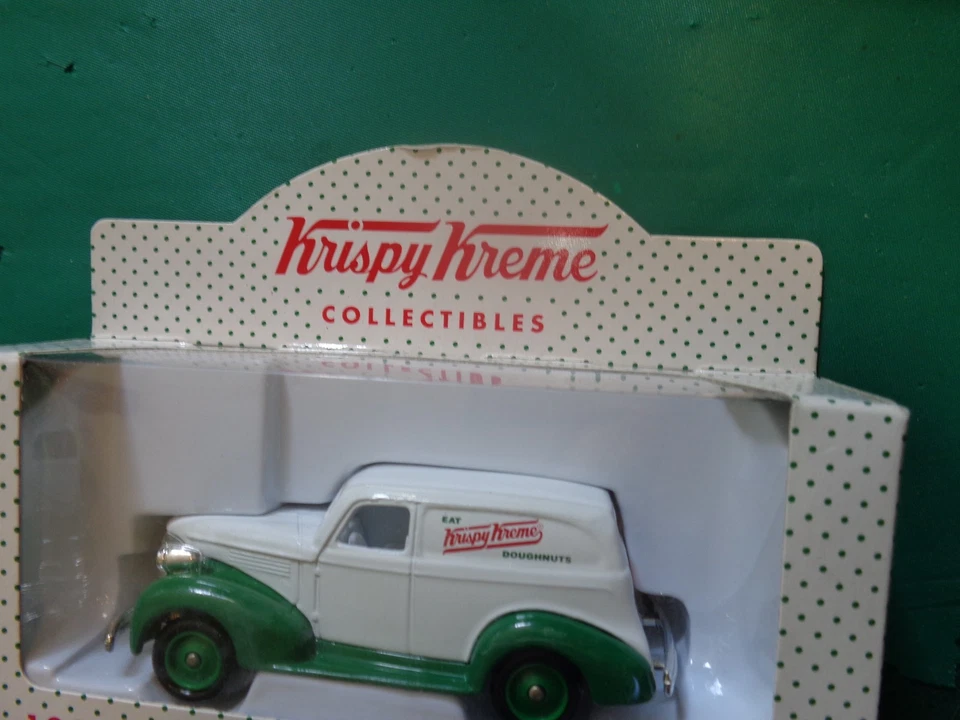 Krispy Kreme
COLLECTIBLES
EAT
Krispy Kreme
DOUGHNUTS